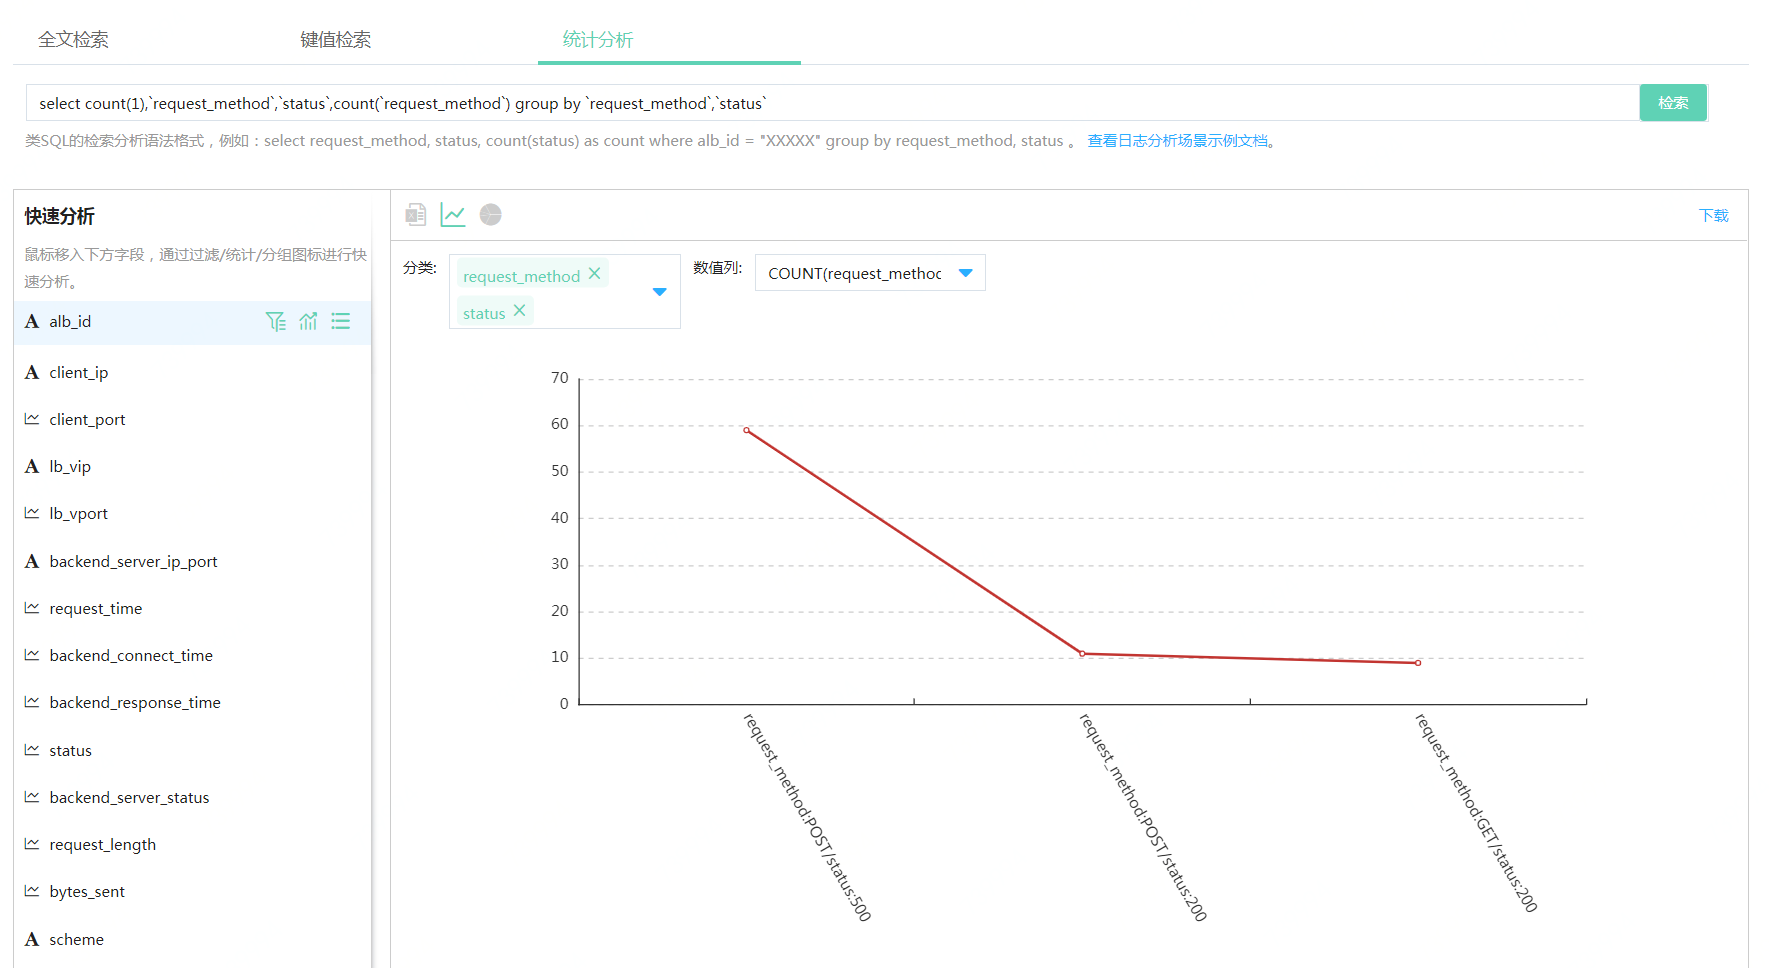 全文检索 键值检索 统计分析
select count(1),`request_method`,`status`,count(`request_method`) group by `request_method`,`status` 检索
类SQL的检索分析语法格式，例如：select request_method, status, count(status) as count where alb_id = "XXXXX" group by request_method, status 。 查看日志分析场景示例文档。
快速分析
鼠标移入下方字段，通过过滤/统计/分组图标进行快
速分析。
A alb_id
A client_ip
client_port
A lb_vip
lb_vport
A backend_server_ip_port
request_time
backend_connect_time
backend_response_time
status
backend_server_status
request_length
bytes_sent
A scheme
下载
分类: request_method × status × 数值列: COUNT(request_method
70
60
50
40
30
20
10
0
request_method:POST/status:500
request_method:POST/status:200
request_method:GET/status:200